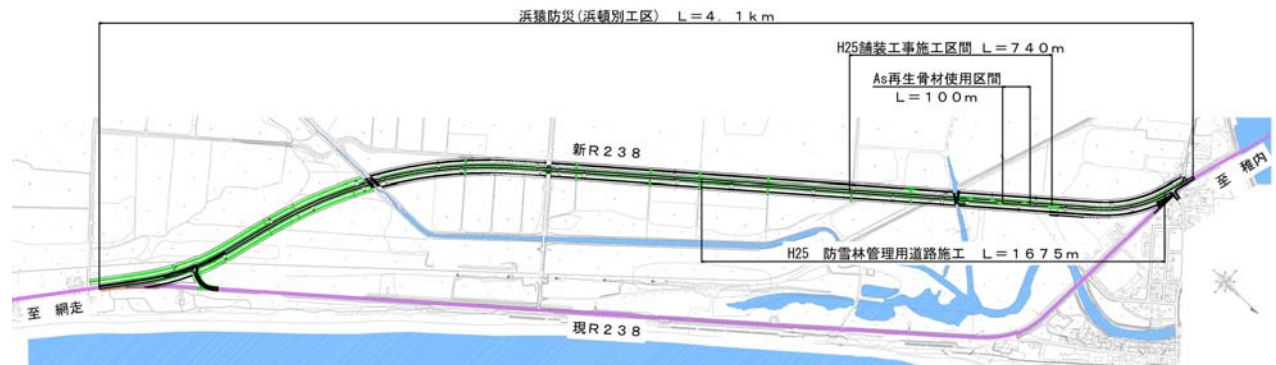 浜猿防災(浜頓別工区) L=4.1km
H25舗装工事施工区間 L=740m
As再生骨材使用区間
L=100m
新R238
至 稚内
H25 防雪林管理用道路施工 L=1675m
至 網走
現R238